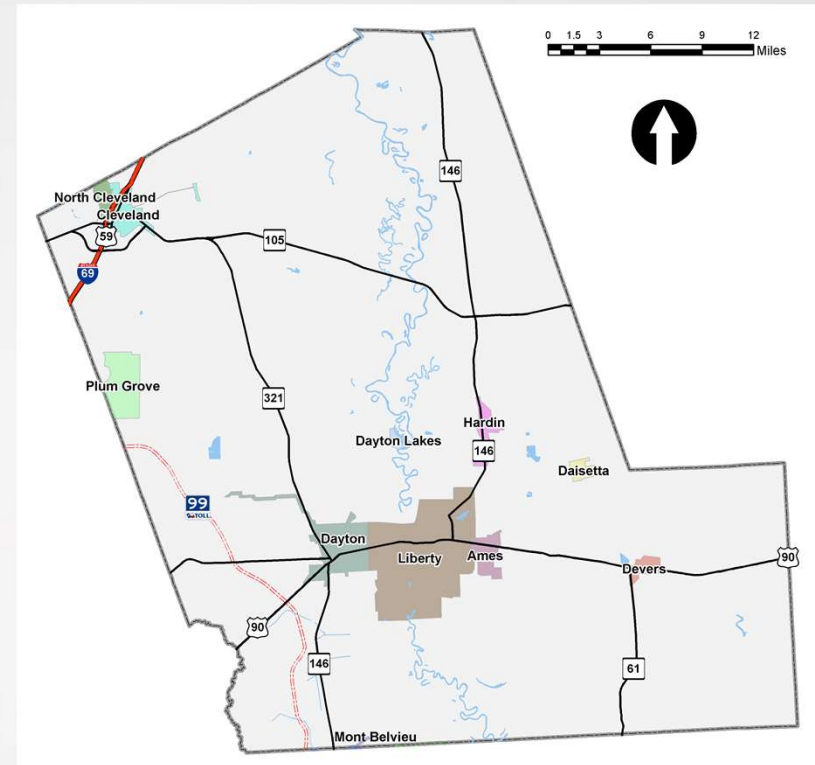 0 1.5 3 6 9 12
Miles
146
North Cleveland
Cleveland
59
105
69
Plum Grove
321
Hardin
Dayton Lakes
146
Daisetta
99
TOLL
Dayton
Liberty
Ames
90
Devers
90
146
61
Mont Belvieu